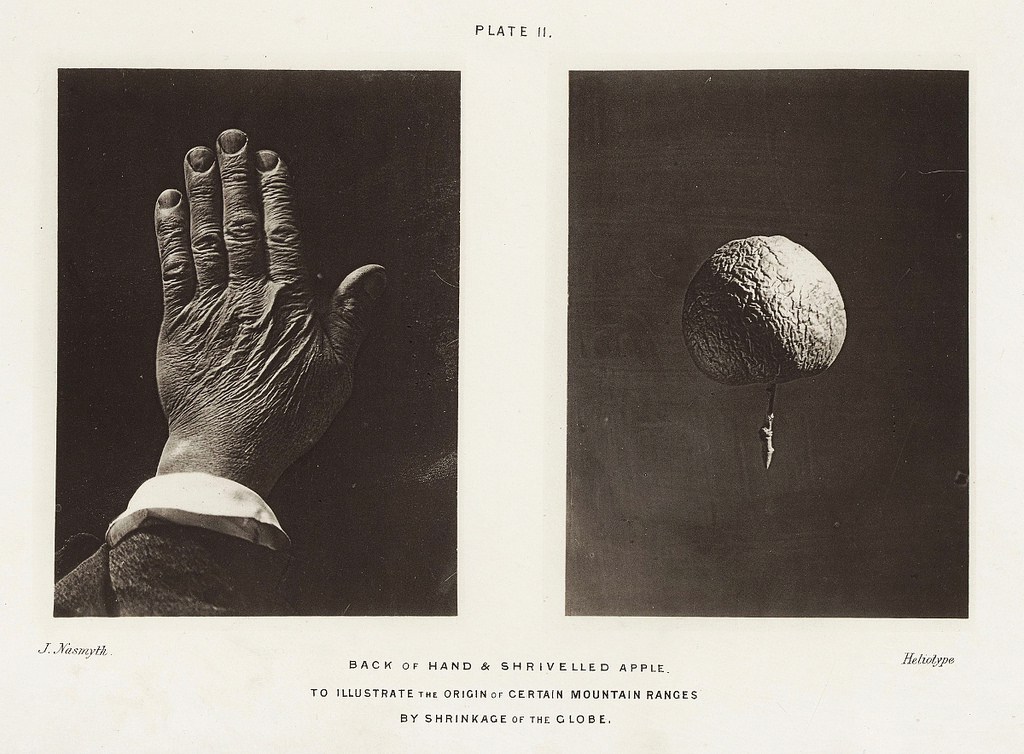 PLATE II.
J. Nasmyth.
Heliotype
BACK OF HAND & SHRIVELLED APPLE.
TO ILLUSTRATE THE ORIGIN OF CERTAIN MOUNTAIN RANGES
BY SHRINKAGE OF THE GLOBE.